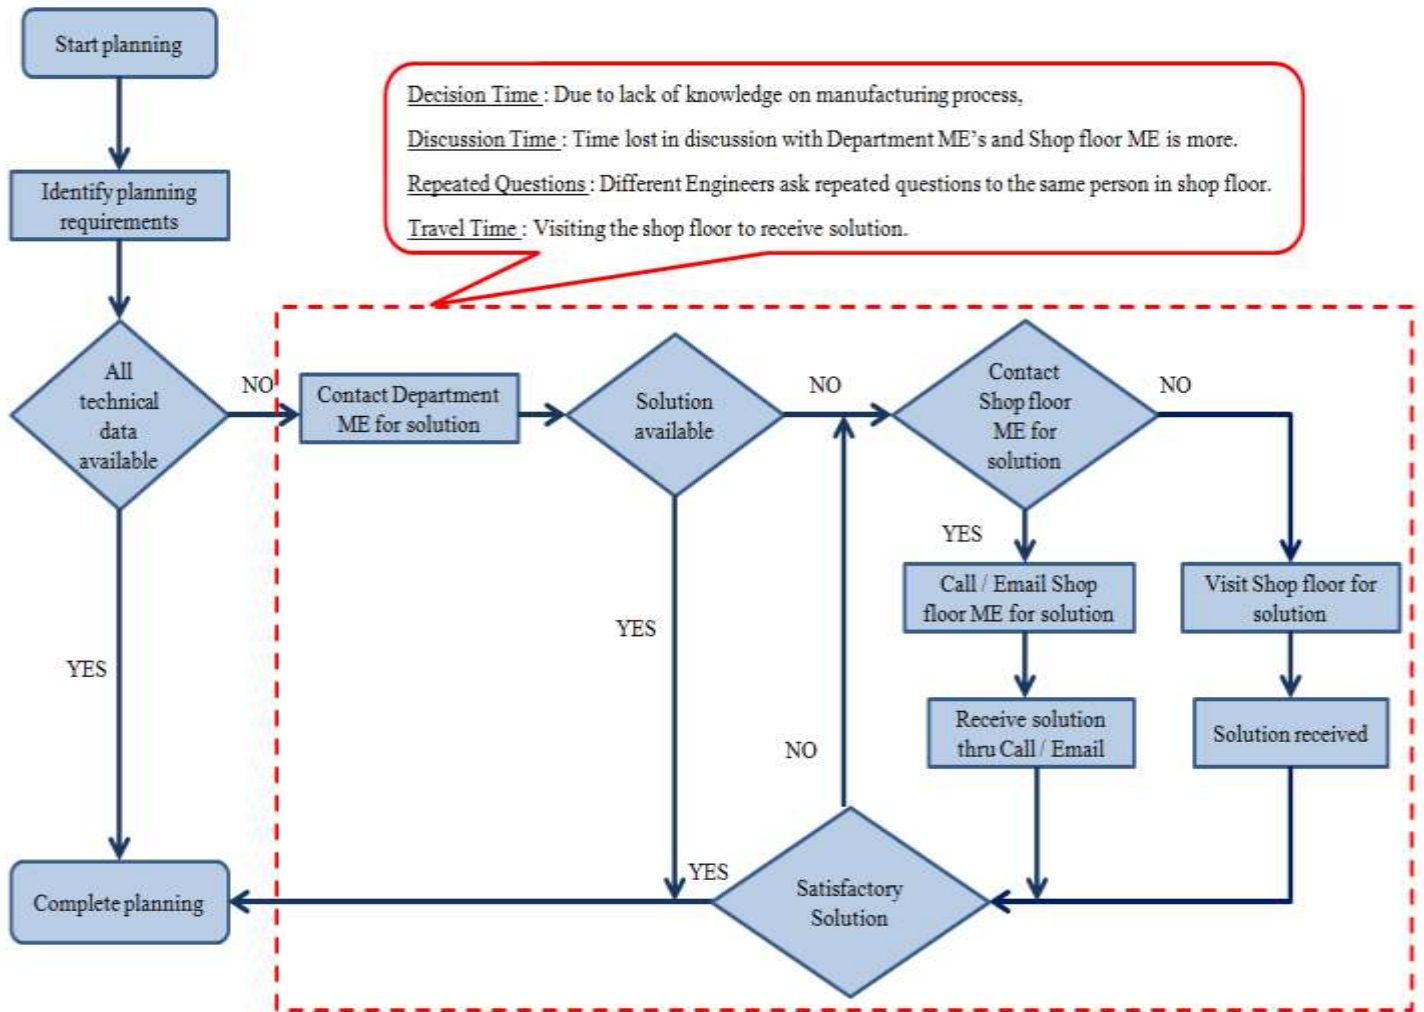 Start planning
Decision Time : Due to lack of knowledge on manufacturing process,
Discussion Time : Time lost in discussion with Department ME's and Shop floor ME is more.
Repeated Questions : Different Engineers ask repeated questions to the same person in shop floor.
Travel Time : Visiting the shop floor to receive solution.
Identify planning
requirements
All
technical
data
available
NO
Contact Department
ME for solution
Solution
available
NO
Contact
Shop floor
ME for
solution
NO
YES
Call / Email Shop
floor ME for solution
Visit Shop floor for
solution
YES
YES
Receive solution
thru Call / Email
Solution received
NO
YES
Satisfactory
Solution
Complete planning